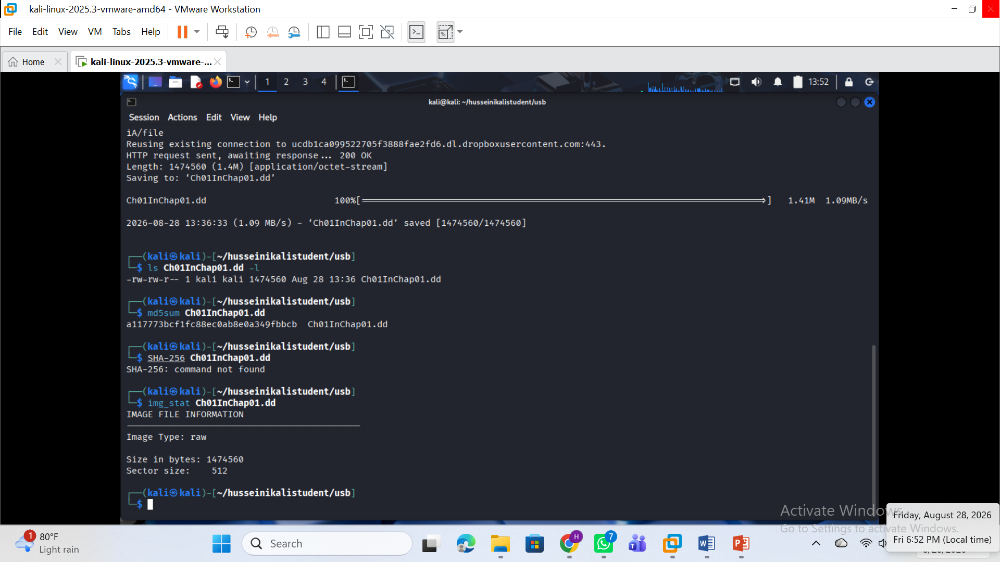 kali-linux-2025.3-vmware-amd64 - VMware Workstation
File Edit View VM Tabs Help
Home
kali-linux-2025.3-vmware-...
1 2 3 4
13:52
kali@kali: ~/husseinikalistudent/usb
Session Actions Edit View Help
iA/file
Reusing existing connection to ucdb1ca099522705f3888fae2fd6.dl.dropboxusercontent.com:443.
HTTP request sent, awaiting response... 200 OK
Length: 1474560 (1.4M) [application/octet-stream]
Saving to: ‘Ch01InChap01.dd’
Ch01InChap01.dd 100%[===================>] 1.41M 1.09MB/s
2026-08-28 13:36:33 (1.09 MB/s) - ‘Ch01InChap01.dd’ saved [1474560/1474560]
┌──(kali㉿kali)-[~/husseinikalistudent/usb]
└─$ ls Ch01InChap01.dd -l
-rw-rw-r-- 1 kali kali 1474560 Aug 28 13:36 Ch01InChap01.dd
┌──(kali㉿kali)-[~/husseinikalistudent/usb]
└─$ md5sum Ch01InChap01.dd
a117773bcf1fc88ec0ab8e0a349fbbcb  Ch01InChap01.dd
┌──(kali㉿kali)-[~/husseinikalistudent/usb]
└─$ SHA-256 Ch01InChap01.dd
SHA-256: command not found
┌──(kali㉿kali)-[~/husseinikalistudent/usb]
└─$ img_stat Ch01InChap01.dd
IMAGE FILE INFORMATION
--------------------------------------------
Image Type: raw
Size in bytes: 1474560
Sector size:    512
┌──(kali㉿kali)-[~/husseinikalistudent/usb]
└─$
Activate Windows
Go to Settings to activate Windows.
Friday, August 28, 2026
Fri 6:52 PM (Local time)
1
80°F
Light rain
Search
H
7